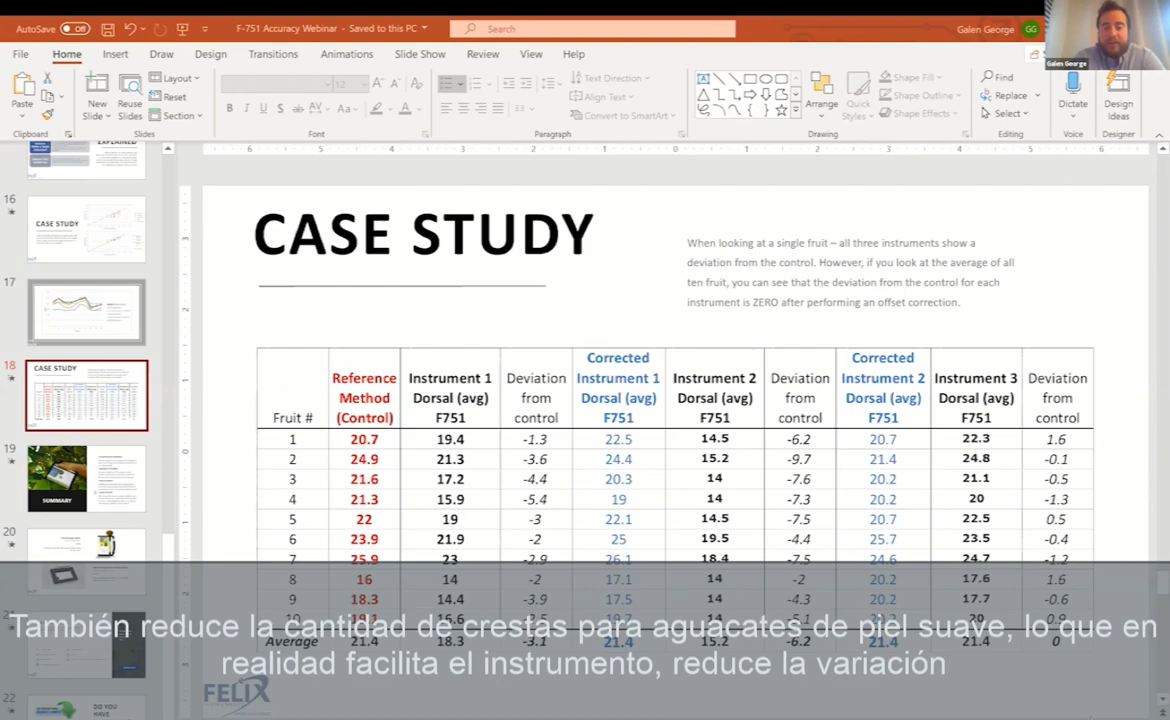 AutoSave Off F-751 Accuracy Webinar - Saved to this PC Search Galen George GG
Galen George
File Home Insert Draw Design Transitions Animations Slide Show Review View Help
Paste
Clipboard
New Slide
Reuse Slides
Layout
Reset
Section
Slides
12
Font
Text Direction
Align Text
Convert to SmartArt
Paragraph
Arrange
Quick Styles
Shape Fill
Shape Outline
Shape Effects
Drawing
Find
Replace
Select
Editing
Dictate
Voice
Design Ideas
Designer
EXPLAINED
16
CASE STUDY
17
18
CASE STUDY
19
SUMMARY
20
22
DO YOU
HAVE
CASE STUDY
When looking at a single fruit – all three instruments show a
deviation from the control. However, if you look at the average of all
ten fruit, you can see that the deviation from the control for each
instrument is ZERO after performing an offset correction.
Fruit # Reference Method (Control) Instrument 1 Dorsal (avg) F751 Deviation from control Corrected Instrument 1 Dorsal (avg) F751 Instrument 2 Dorsal (avg) F751 Deviation from control Corrected Instrument 2 Dorsal (avg) F751 Instrument 3 Dorsal (avg) F751 Deviation from control
1 20.7 19.4 -1.3 22.5 14.5 -6.2 20.7 22.3 1.6
2 24.9 21.3 -3.6 24.4 15.2 -9.7 21.4 24.8 -0.1
3 21.6 17.2 -4.4 20.3 14 -7.6 20.2 21.1 -0.5
4 21.3 15.9 -5.4 19 14 -7.3 20.2 20 -1.3
5 22 19 -3 22.1 14.5 -7.5 20.7 22.5 0.5
6 23.9 21.9 -2 25 19.5 -4.4 25.7 23.5 -0.4
7 25.9 23 -2.9 26.1 18.4 -7.5 24.6 24.7 -1.2
8 16 14 -2 17.1 14 -2 20.2 17.6 1.6
9 18.3 14.4 -3.9 17.5 14 -4.3 20.2 17.7 -0.6
10
Average 21.4 18.3 -3.1 21.4 15.2 -6.2 21.4 21.4 0
También reduce la cantidad de crestas para aguacates de piel suave, lo que en
realidad facilita el instrumento, reduce la variación
FELIX